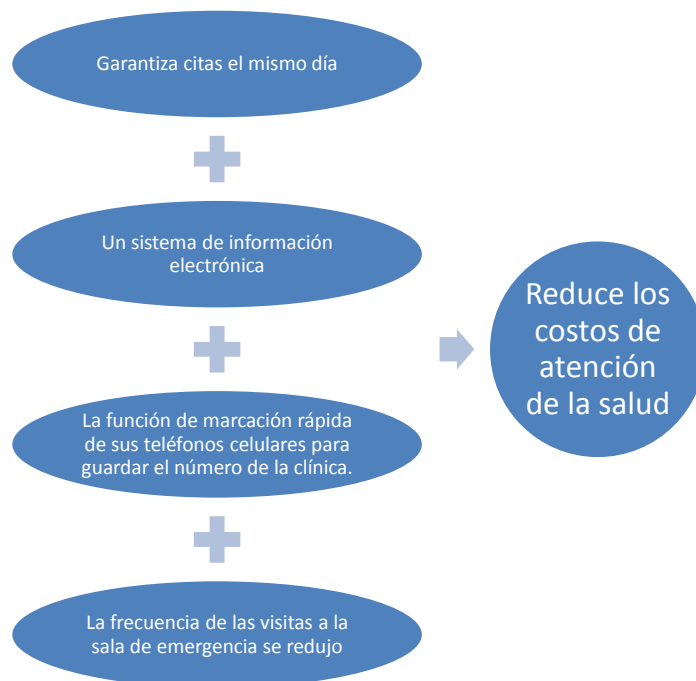 Garantiza citas el mismo día
Un sistema de información
electrónica
La función de marcación rápida
de sus teléfonos celulares para
guardar el número de la clínica.
La frecuencia de las visitas a la
sala de emergencia se redujo
Reduce los
costos de
atención
de la salud